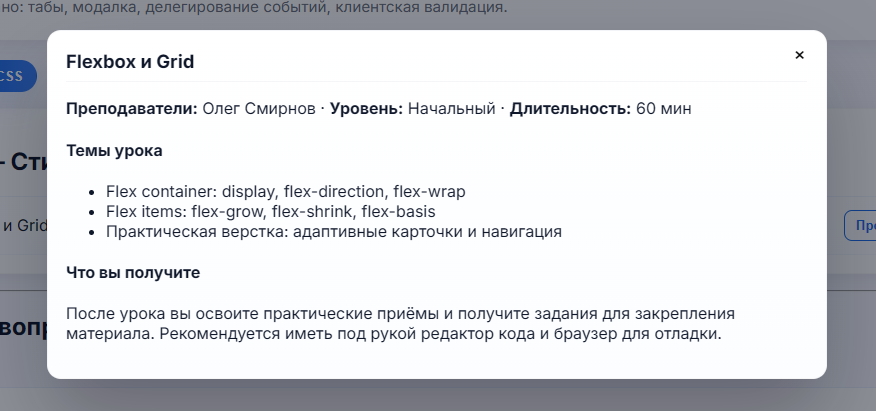 но: табы, модалка, делегирование событий, клиентская валидация.
CSS
Flexbox и Grid
×
Преподаватели: Олег Смирнов · Уровень: Начальный · Длительность: 60 мин
Темы урока
• Flex container: display, flex-direction, flex-wrap
• Flex items: flex-grow, flex-shrink, flex-basis
• Практическая верстка: адаптивные карточки и навигация
Что вы получите
После урока вы освоите практические приёмы и получите задания для закрепления
материала. Рекомендуется иметь под рукой редактор кода и браузер для отладки.
и Grid